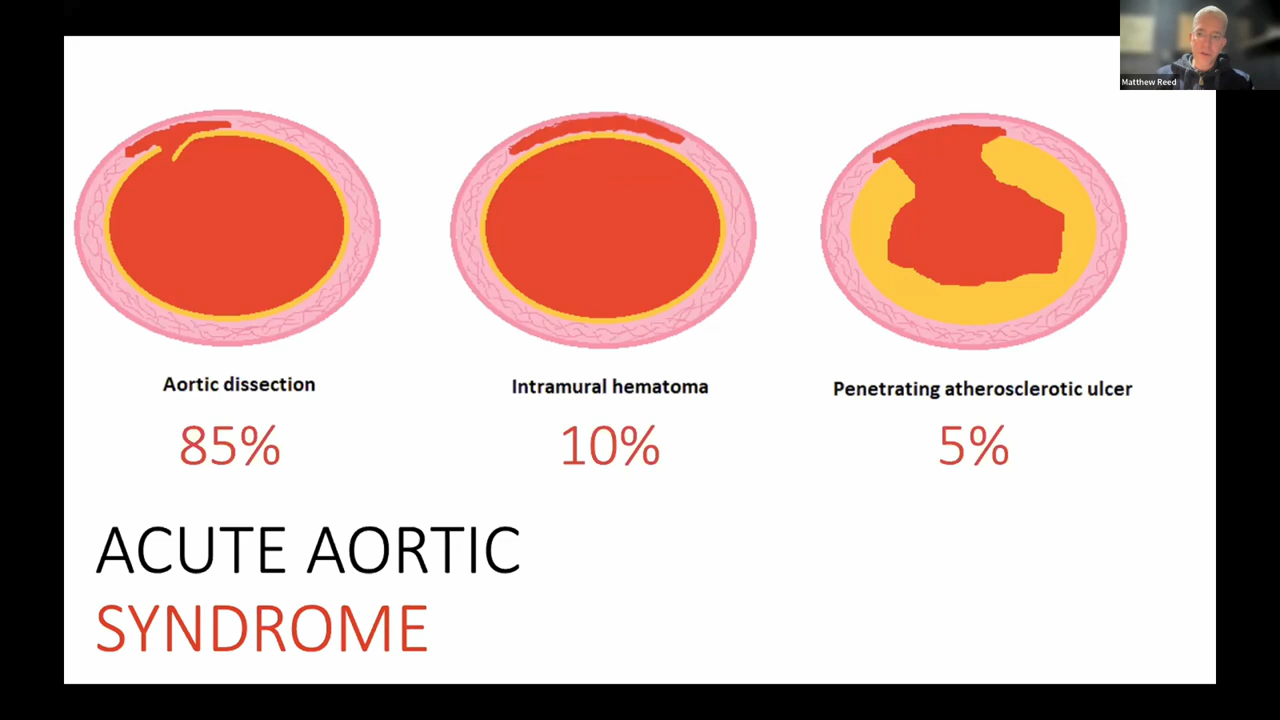 Matthew Reed
Aortic dissection
Intramural hematoma
Penetrating atherosclerotic ulcer
85%
10%
5%
ACUTE AORTIC
SYNDROME